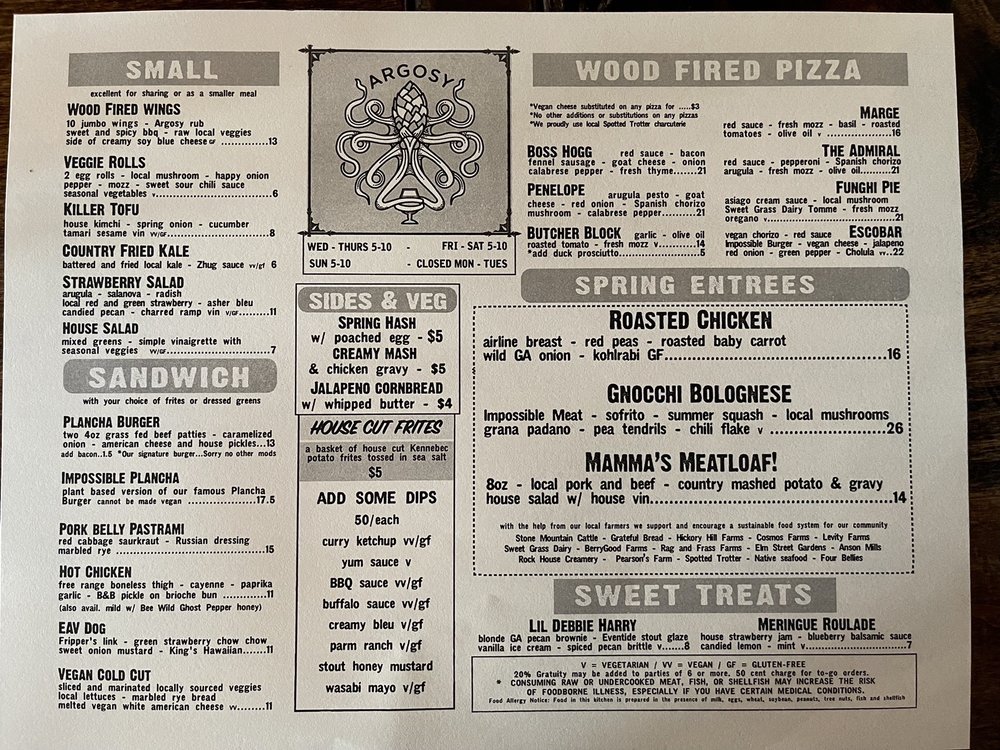 SMALL
excellent for sharing or as a smaller meal
WOOD FIRED WINGS
10 jumbo wings - Argosy rub
sweet and spicy bbq - raw local veggies
side of creamy soy blue cheese GF ............13
VEGGIE ROLLS
2 egg rolls - local mushroom - happy onion
pepper - mozz - sweet sour chili sauce
seasonal vegetables v...................................6
KILLER TOFU
house kimchi - spring onion - cucumber
tamari sesame vin vv/GF...............................8
COUNTRY FRIED KALE
battered and fried local kale - Zhug sauce vv/gf 6
STRAWBERRY SALAD
arugula - salanova - radish
local red and green strawberry - asher bleu
candied pecan - charred ramp vin v/GF.........11
HOUSE SALAD
mixed greens - simple vinaigrette with
seasonal veggies vv/GF...............................7
SANDWICH
with your choice of frites or dressed greens
PLANCHA BURGER
two 4oz grass fed beef patties - caramelized
onion - american cheese and house pickles...13
add bacon..1.5 *Our signature burger...Sorry no other mods
IMPOSSIBLE PLANCHA
plant based version of our famous Plancha
Burger cannot be made vegan ..................17.5
PORK BELLY PASTRAMI
red cabbage saurkraut - Russian dressing
marbled rye .............................................15
HOT CHICKEN
free range boneless thigh - cayenne - paprika
garlic - B&B pickle on brioche bun ............11
(also avail. mild w/ Bee Wild Ghost Pepper honey)
EAV DOG
Fripper's link - green strawberry chow chow
sweet onion mustard - King's Hawaiian.......11
VEGAN COLD CUT
sliced and marinated locally sourced veggies
local lettuces - marbled rye bread
melted vegan white american cheese vv.........11
ARGOSY
WED - THURS 5-10 - FRI - SAT 5-10
SUN 5-10 - CLOSED MON - TUES
SIDES & VEG
SPRING HASH
w/ poached egg - $5
CREAMY MASH
& chicken gravy - $5
JALAPENO CORNBREAD
w/ whipped butter - $4
HOUSE CUT FRITES
a basket of house cut Kennebec
potato frites tossed in sea salt
$5
ADD SOME DIPS
50/each
curry ketchup vv/gf
yum sauce v
BBQ sauce vv/gf
buffalo sauce vv/gf
creamy bleu v/gf
parm ranch v/gf
stout honey mustard
wasabi mayo v/gf
WOOD FIRED PIZZA
*Vegan cheese substituted on any pizza for .....$3
*No other additions or substitutions on any pizzas
*We proudly use local Spotted Trotter charcuterie
BOSS HOGG red sauce - bacon
fennel sausage - goat cheese - onion
calabrese pepper - fresh thyme.......21
PENELOPE arugula pesto - goat
cheese - red onion - Spanish chorizo
mushroom - calabrese pepper..........21
BUTCHER BLOCK garlic - olive oil
roasted tomato - fresh mozz v...........14
*add duck prosciutto.........................5
MARGE
red sauce - fresh mozz - basil - roasted
tomatoes - olive oil v ......................16
THE ADMIRAL
red sauce - pepperoni - Spanish chorizo
arugula - fresh mozz - olive oil.........21
FUNGHI PIE
asiago cream sauce - local mushroom
Sweet Grass Dairy Tomme - fresh mozz
oregano v.......................................21
vegan chorizo - red sauce ESCOBAR
Impossible Burger - vegan cheese - jalapeno
red onion - green pepper - Cholula vv..22
SPRING ENTREES
ROASTED CHICKEN
airline breast - red peas - roasted baby carrot
wild GA onion - kohlrabi GF.................................................16
GNOCCHI BOLOGNESE
Impossible Meat - sofrito - summer squash - local mushrooms
grana padano - pea tendrils - chili flake v ..........................26
MAMMA'S MEATLOAF!
8oz - local pork and beef - country mashed potato & gravy
house salad w/ house vin.....................................................14
with the help from our local farmers we support and encourage a sustainable food system for our community
Stone Mountain Cattle - Grateful Bread - Hickory Hill Farms - Cosmos Farms - Levity Farms
Sweet Grass Dairy - BerryGood Farms - Rag and Frass Farms - Elm Street Gardens - Anson Mills
Rock House Creamery - Pearson's Farm - Spotted Trotter - Native seafood - Four Bellies
SWEET TREATS
LIL DEBBIE HARRY
blonde GA pecan brownie - Eventide stout glaze
vanilla ice cream - spiced pecan brittle v.......8
MERINGUE ROULADE
house strawberry jam - blueberry balsamic sauce
candied lemon - mint v..................................7
V = VEGETARIAN / VV = VEGAN / GF = GLUTEN-FREE
20% Gratuity may be added to parties of 6 or more. 50 cent charge for to-go orders.
* CONSUMING RAW OR UNDERCOOKED MEAT, FISH, OR SHELLFISH MAY INCREASE THE RISK
OF FOODBORNE ILLNESS, ESPECIALLY IF YOU HAVE CERTAIN MEDICAL CONDITIONS.
Food Allergy Notice: Food in this kitchen is prepared in the presence of milk, eggs, wheat, soybean, peanuts, tree nuts, fish and shellfish